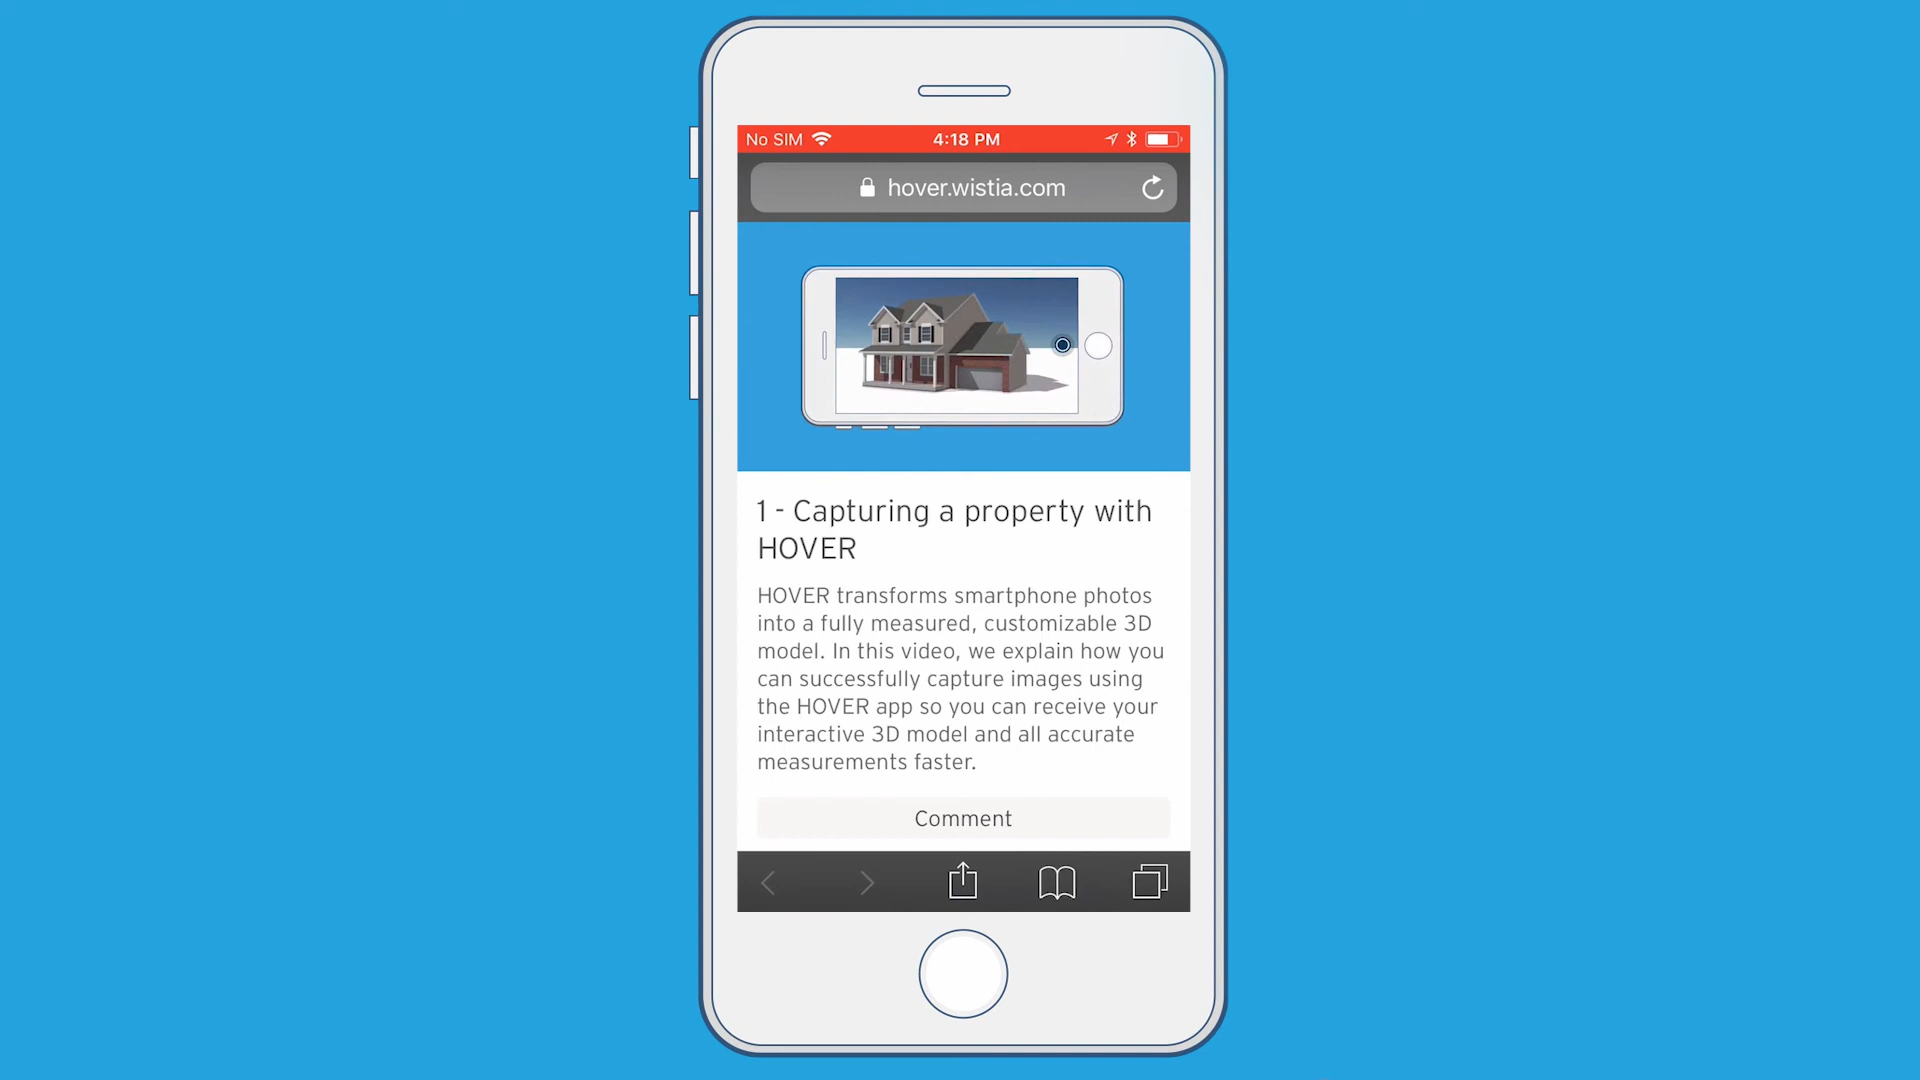 No SIM 4:18 PM
hover.wistia.com
1 - Capturing a property with
HOVER
HOVER transforms smartphone photos
into a fully measured, customizable 3D
model. In this video, we explain how you
can successfully capture images using
the HOVER app so you can receive your
interactive 3D model and all accurate
measurements faster.
Comment